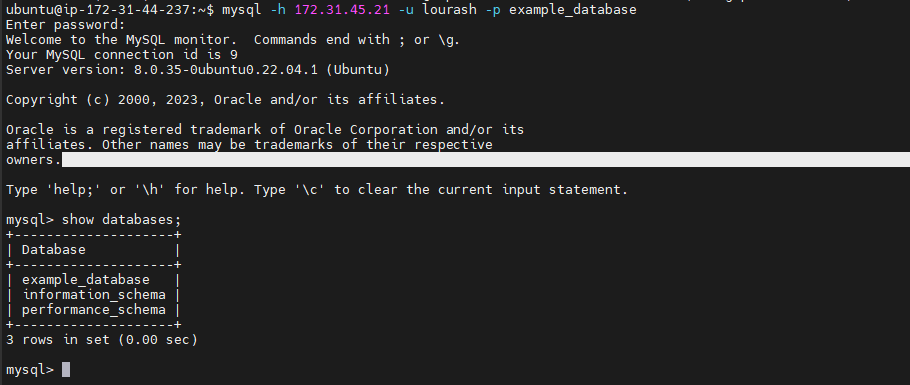 ubuntu@ip-172-31-44-237:~$ mysql -h 172.31.45.21 -u lourash -p example_database
Enter password:
Welcome to the MySQL monitor.  Commands end with ; or \g.
Your MySQL connection id is 9
Server version: 8.0.35-0ubuntu0.22.04.1 (Ubuntu)
Copyright (c) 2000, 2023, Oracle and/or its affiliates.
Oracle is a registered trademark of Oracle Corporation and/or its
affiliates. Other names may be trademarks of their respective
owners.
Type 'help;' or '\h' for help. Type '\c' to clear the current input statement.
mysql> show databases;
+--------------------+
| Database           |
+--------------------+
| example_database   |
| information_schema |
| performance_schema |
+--------------------+
3 rows in set (0.00 sec)
mysql>